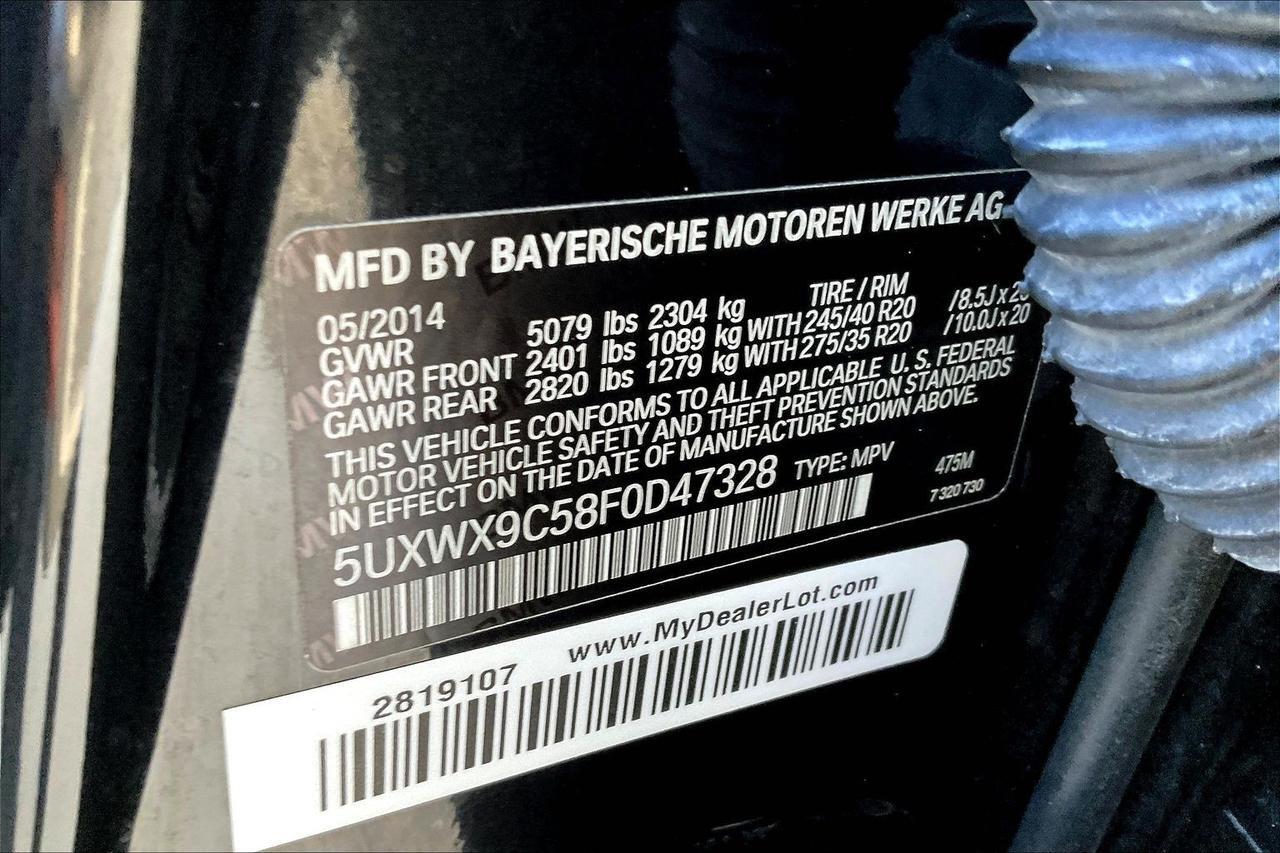 MFD BY BAYERISCHE MOTOREN WERKE AG
05/2014 TIRE / RIM
GVWR 5079 lbs 2304 kg
GAWR FRONT 2401 lbs 1089 kg WITH 245/40 R20 /8.5J x 20
GAWR REAR 2820 lbs 1279 kg WITH 275/35 R20 /10.0J x 20
THIS VEHICLE CONFORMS TO ALL APPLICABLE U. S. FEDERAL
MOTOR VEHICLE SAFETY AND THEFT PREVENTION STANDARDS
IN EFFECT ON THE DATE OF MANUFACTURE SHOWN ABOVE.
5UXWX9C58F0D47328 TYPE: MPV 475M
7 320 730
2819107 www.MyDealerLot.com